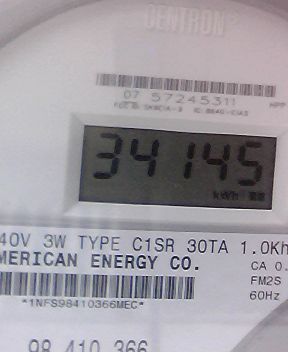 CENTRON®
07 57245311
34145
kWh
40V 3W TYPE C1SR 30TA 1.0Kh
MERICAN ENERGY CO.
CA 0.
FM2S
60Hz
*1NFS98410366MEC*
98 410 366